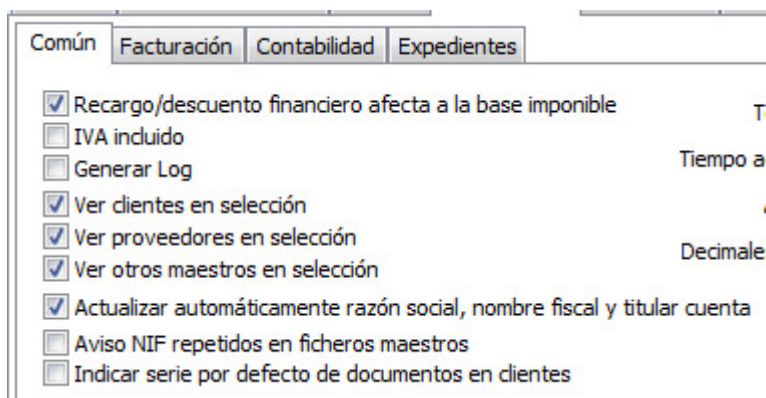 Común Facturación Contabilidad Expedientes
Recargo/descuento financiero afecta a la base imponible
IVA incluido
Generar Log
Tiempo
Ver clientes en selección
Ver proveedores en selección
Ver otros maestros en selección
Actualizar automáticamente razón social, nombre fiscal y titular cuenta
Aviso NIF repetidos en ficheros maestros
Indicar serie por defecto de documentos en clientes